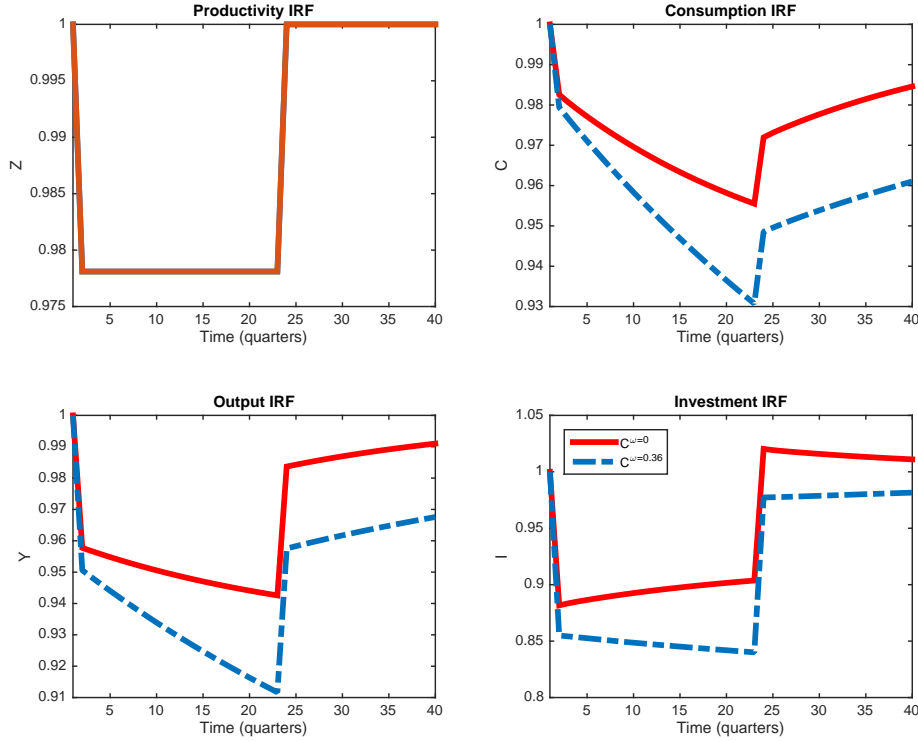 Productivity IRF
1
0.995
0.99
0.985
0.98
0.975
Z
5 10 15 20 25 30 35 40
Time (quarters)
Consumption IRF
1
0.99
0.98
0.97
0.96
0.95
0.94
0.93
C
5 10 15 20 25 30 35 40
Time (quarters)
Output IRF
1
0.99
0.98
0.97
0.96
0.95
0.94
0.93
0.92
0.91
Y
5 10 15 20 25 30 35 40
Time (quarters)
Investment IRF
1.05
1
0.95
0.9
0.85
0.8
I
C^ω=0
C^ω=0.36
5 10 15 20 25 30 35 40
Time (quarters)